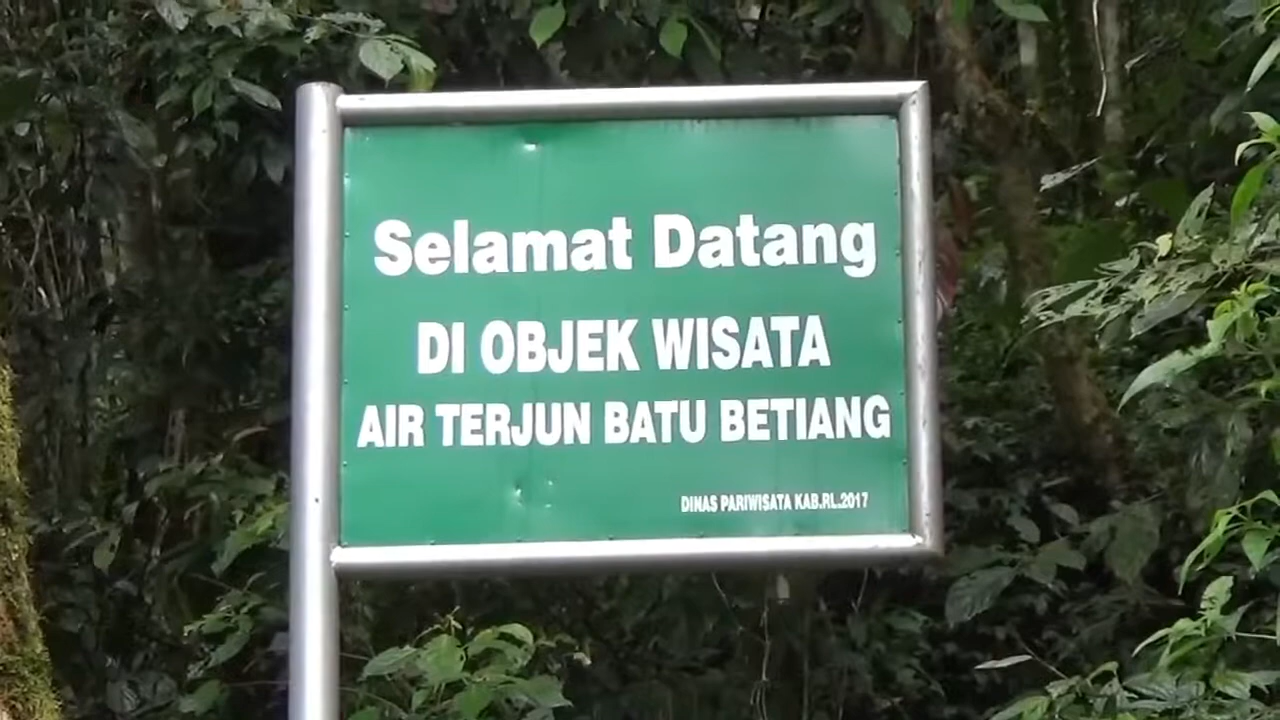 Selamat Datang
DI OBJEK WISATA
AIR TERJUN BATU BETIANG
DINAS PARIWISATA KAB.RL.2017